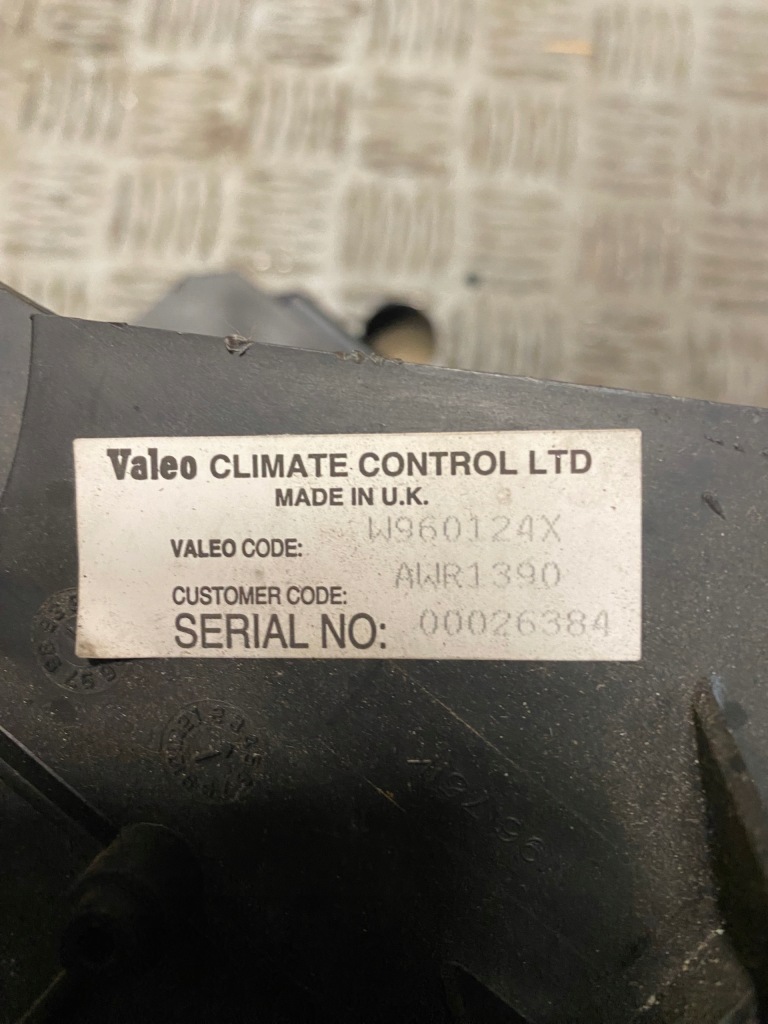 Valeo CLIMATE CONTROL LTD
MADE IN U.K.
VALEO CODE: W960124X
CUSTOMER CODE: AWR1390
SERIAL NO: 00026384